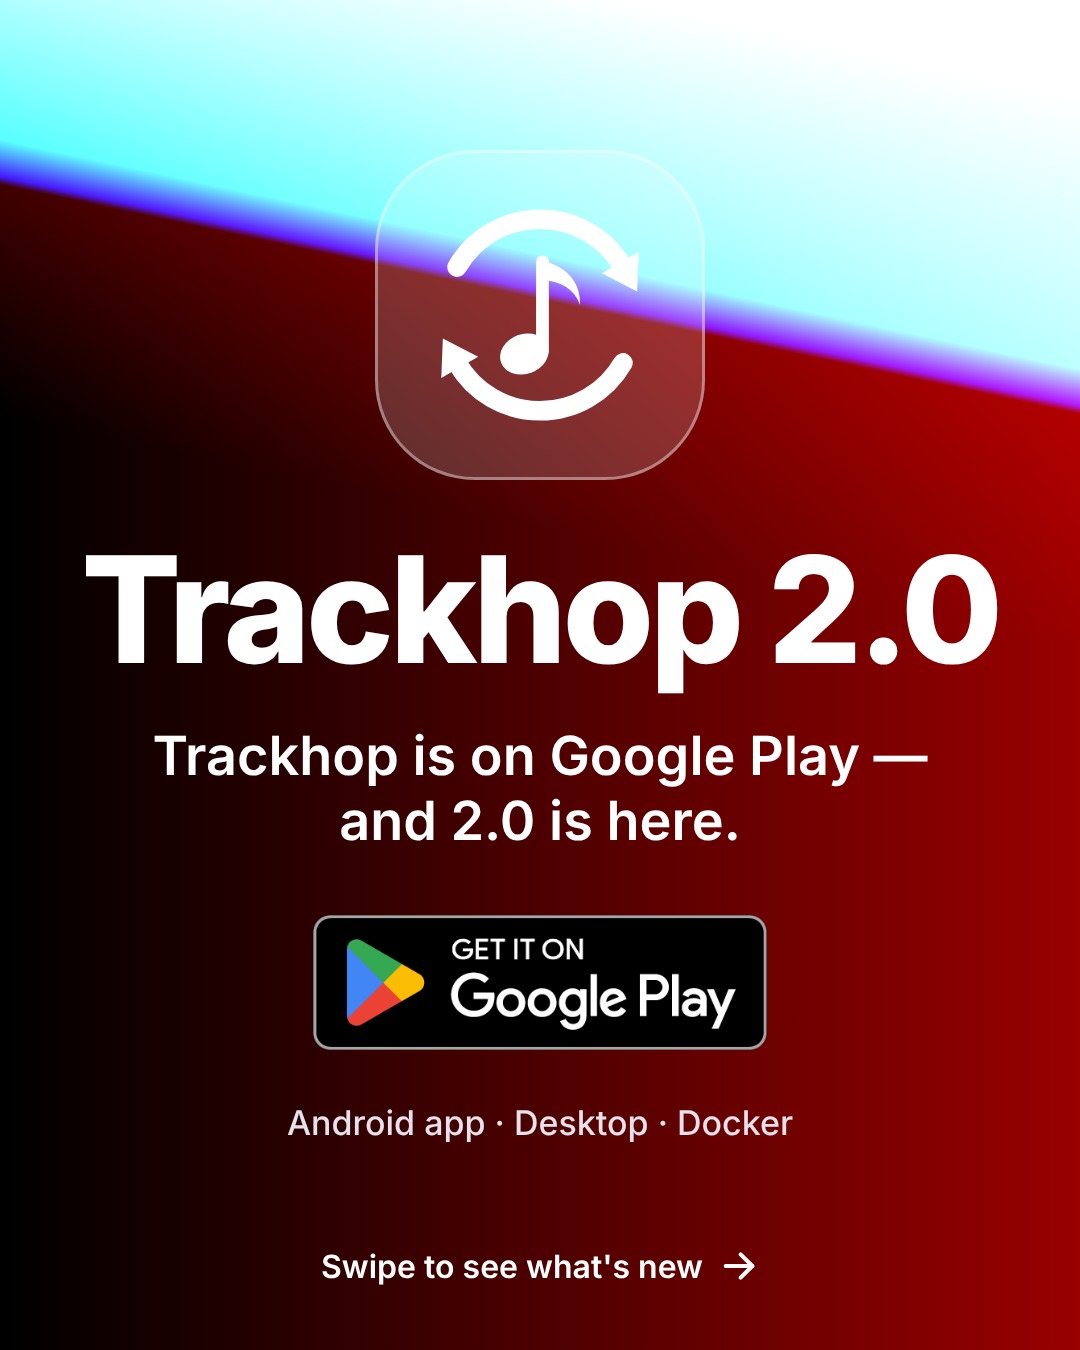 Trackhop 2.0
Trackhop is on Google Play —
and 2.0 is here.
GET IT ON
Google Play
Android app · Desktop · Docker
Swipe to see what's new →